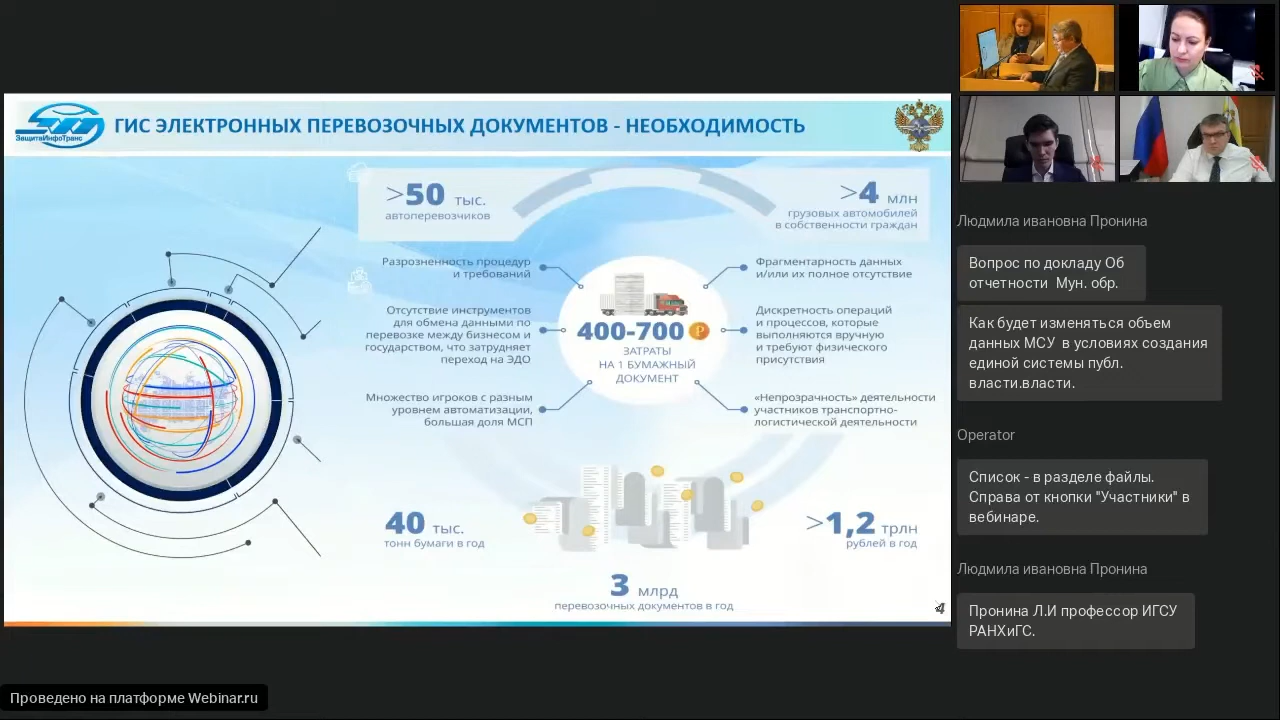 ЗащитаИнфоТранс
ГИС ЭЛЕКТРОННЫХ ПЕРЕВОЗОЧНЫХ ДОКУМЕНТОВ - НЕОБХОДИМОСТЬ
>50 тыс.
автоперевозчиков
>4 млн
грузовых автомобилей
в собственности граждан
Разрозненность процедур
и требований
Отсутствие инструментов
для обмена данными по
перевозке между бизнесом и
государством, что затрудняет
переход на ЭДО
Множество игроков с разным
уровнем автоматизации,
большая доля МСП
400-700 ₽
ЗАТРАТЫ
НА 1 БУМАЖНЫЙ
ДОКУМЕНТ
Фрагментарность данных
и/или их полное отсутствие
Дискретность операций
и процессов, которые
выполняются вручную
и требуют физического
присутствия
«Непрозрачность» деятельности
участников транспортно-
логистической деятельности
40 тыс.
тонн бумаги в год
>1,2 трлн
рублей в год
3 млрд
перевозочных документов в год
4
Людмила ивановна Пронина
Вопрос по докладу Об
отчетности Мун. обр.
Как будет изменяться объем
данных МСУ в условиях создания
единой системы публ.
власти.власти.
Operator
Список - в разделе файлы.
Справа от кнопки "Участники" в
вебинаре.
Людмила ивановна Пронина
Пронина Л.И профессор ИГСУ
РАНХиГС.
Проведено на платформе Webinar.ru